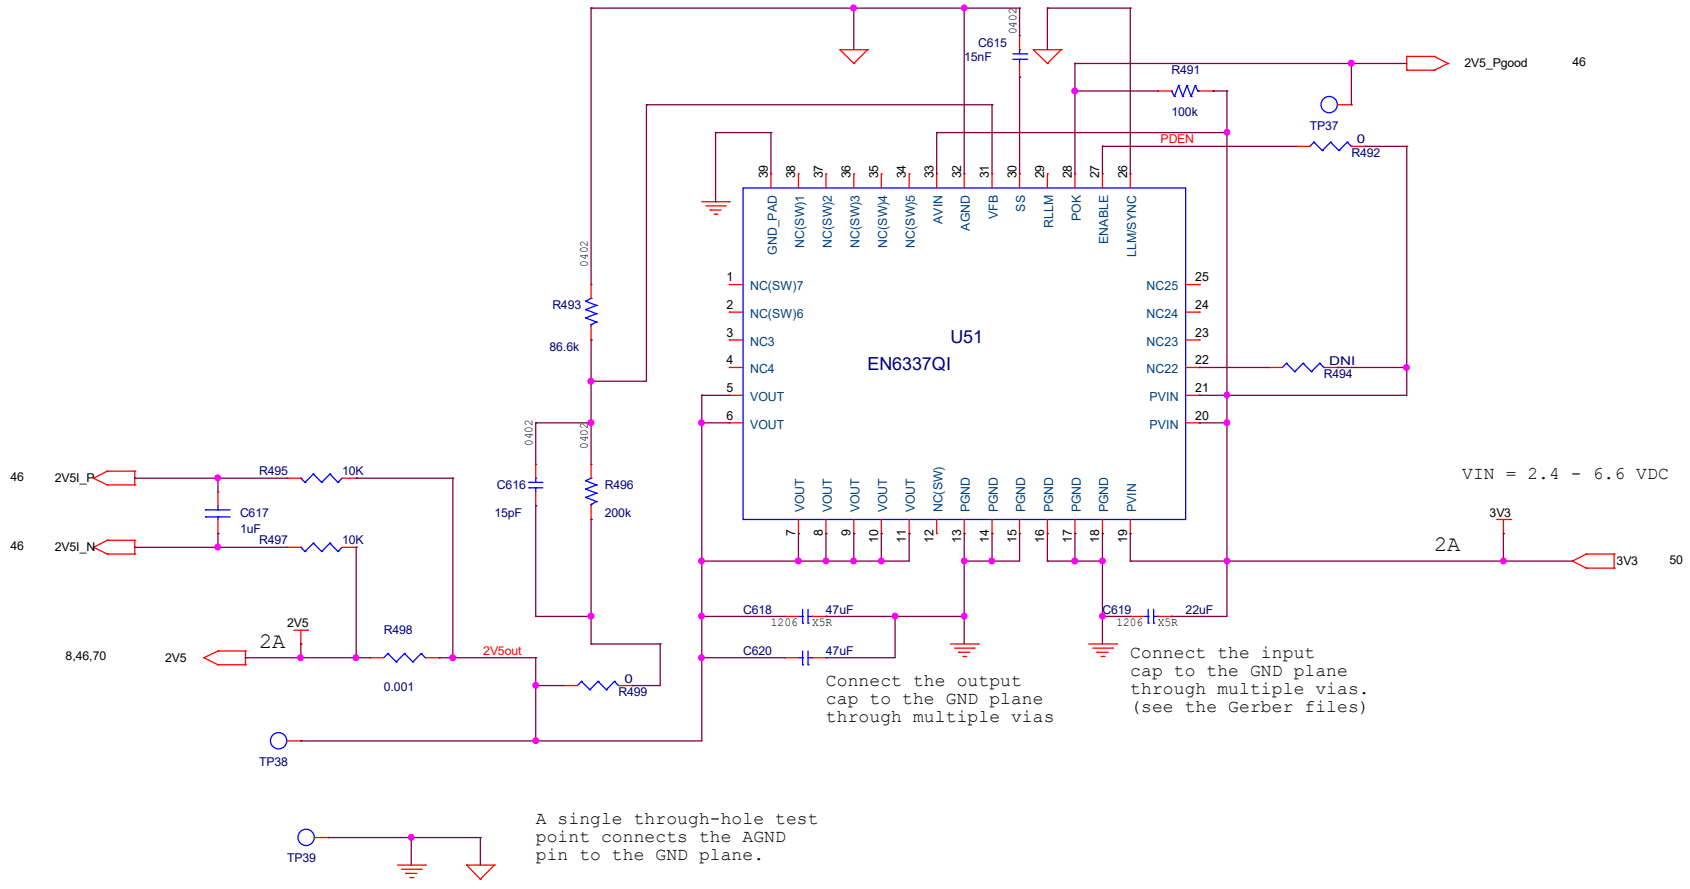 0402
C615
15nF
0402
R491
100k
2V5_Pgood 46
TP37
PDEN
0
R492
39 38 37 36 35 34 33 32 31 30 29 28 27 26
GND_PAD
NC(SW)1
NC(SW)2
NC(SW)3
NC(SW)4
NC(SW)5
AVIN
AGND
VFB
SS
RLLM
POK
ENABLE
LLM/SYNC
0402
R493
86.6k
1 NC(SW)7
2 NC(SW)6
3 NC3
4 NC4
5 VOUT
6 VOUT
U51
EN6337QI
NC25 25
NC24 24
NC23 23
NC22 22
PVIN 21
PVIN 20
DNI
R494
0402
0402
C616
15pF
R496
200k
VOUT
VOUT
VOUT
VOUT
VOUT
NC(SW)
PGND
PGND
PGND
PGND
PGND
PGND
PVIN
7 8 9 10 11 12 13 14 15 16 17 18 19
46 2V5I_P
R495 10K
C617
1uF
46 2V5I_N
R497 10K
VIN = 2.4 - 6.6 VDC
3V3
2A
3V3 50
C618 47uF
1206 X5R
C619 22uF
1206 X5R
C620 47uF
8,46,70 2V5
2A
2V5
R498
0.001
2V5out
0
R499
Connect the output
cap to the GND plane
through multiple vias
Connect the input
cap to the GND plane
through multiple vias.
(see the Gerber files)
TP38
TP39
A single through-hole test
point connects the AGND
pin to the GND plane.